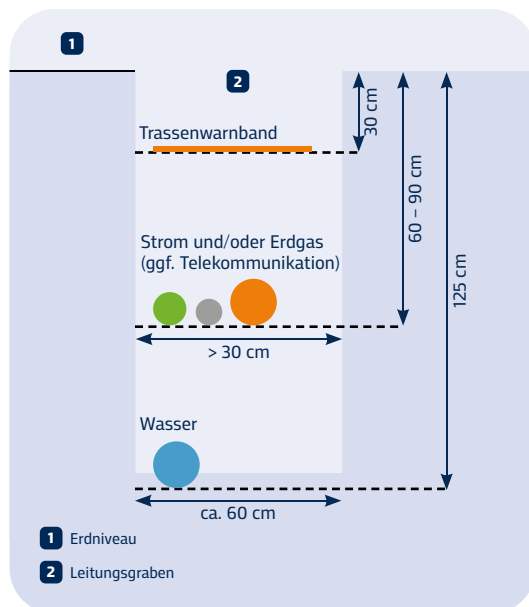 1
2
30 cm
Trassenwarnband
60 – 90 cm
125 cm
Strom und/oder Erdgas
(ggf. Telekommunikation)
> 30 cm
Wasser
ca. 60 cm
1 Erdniveau
2 Leitungsgraben